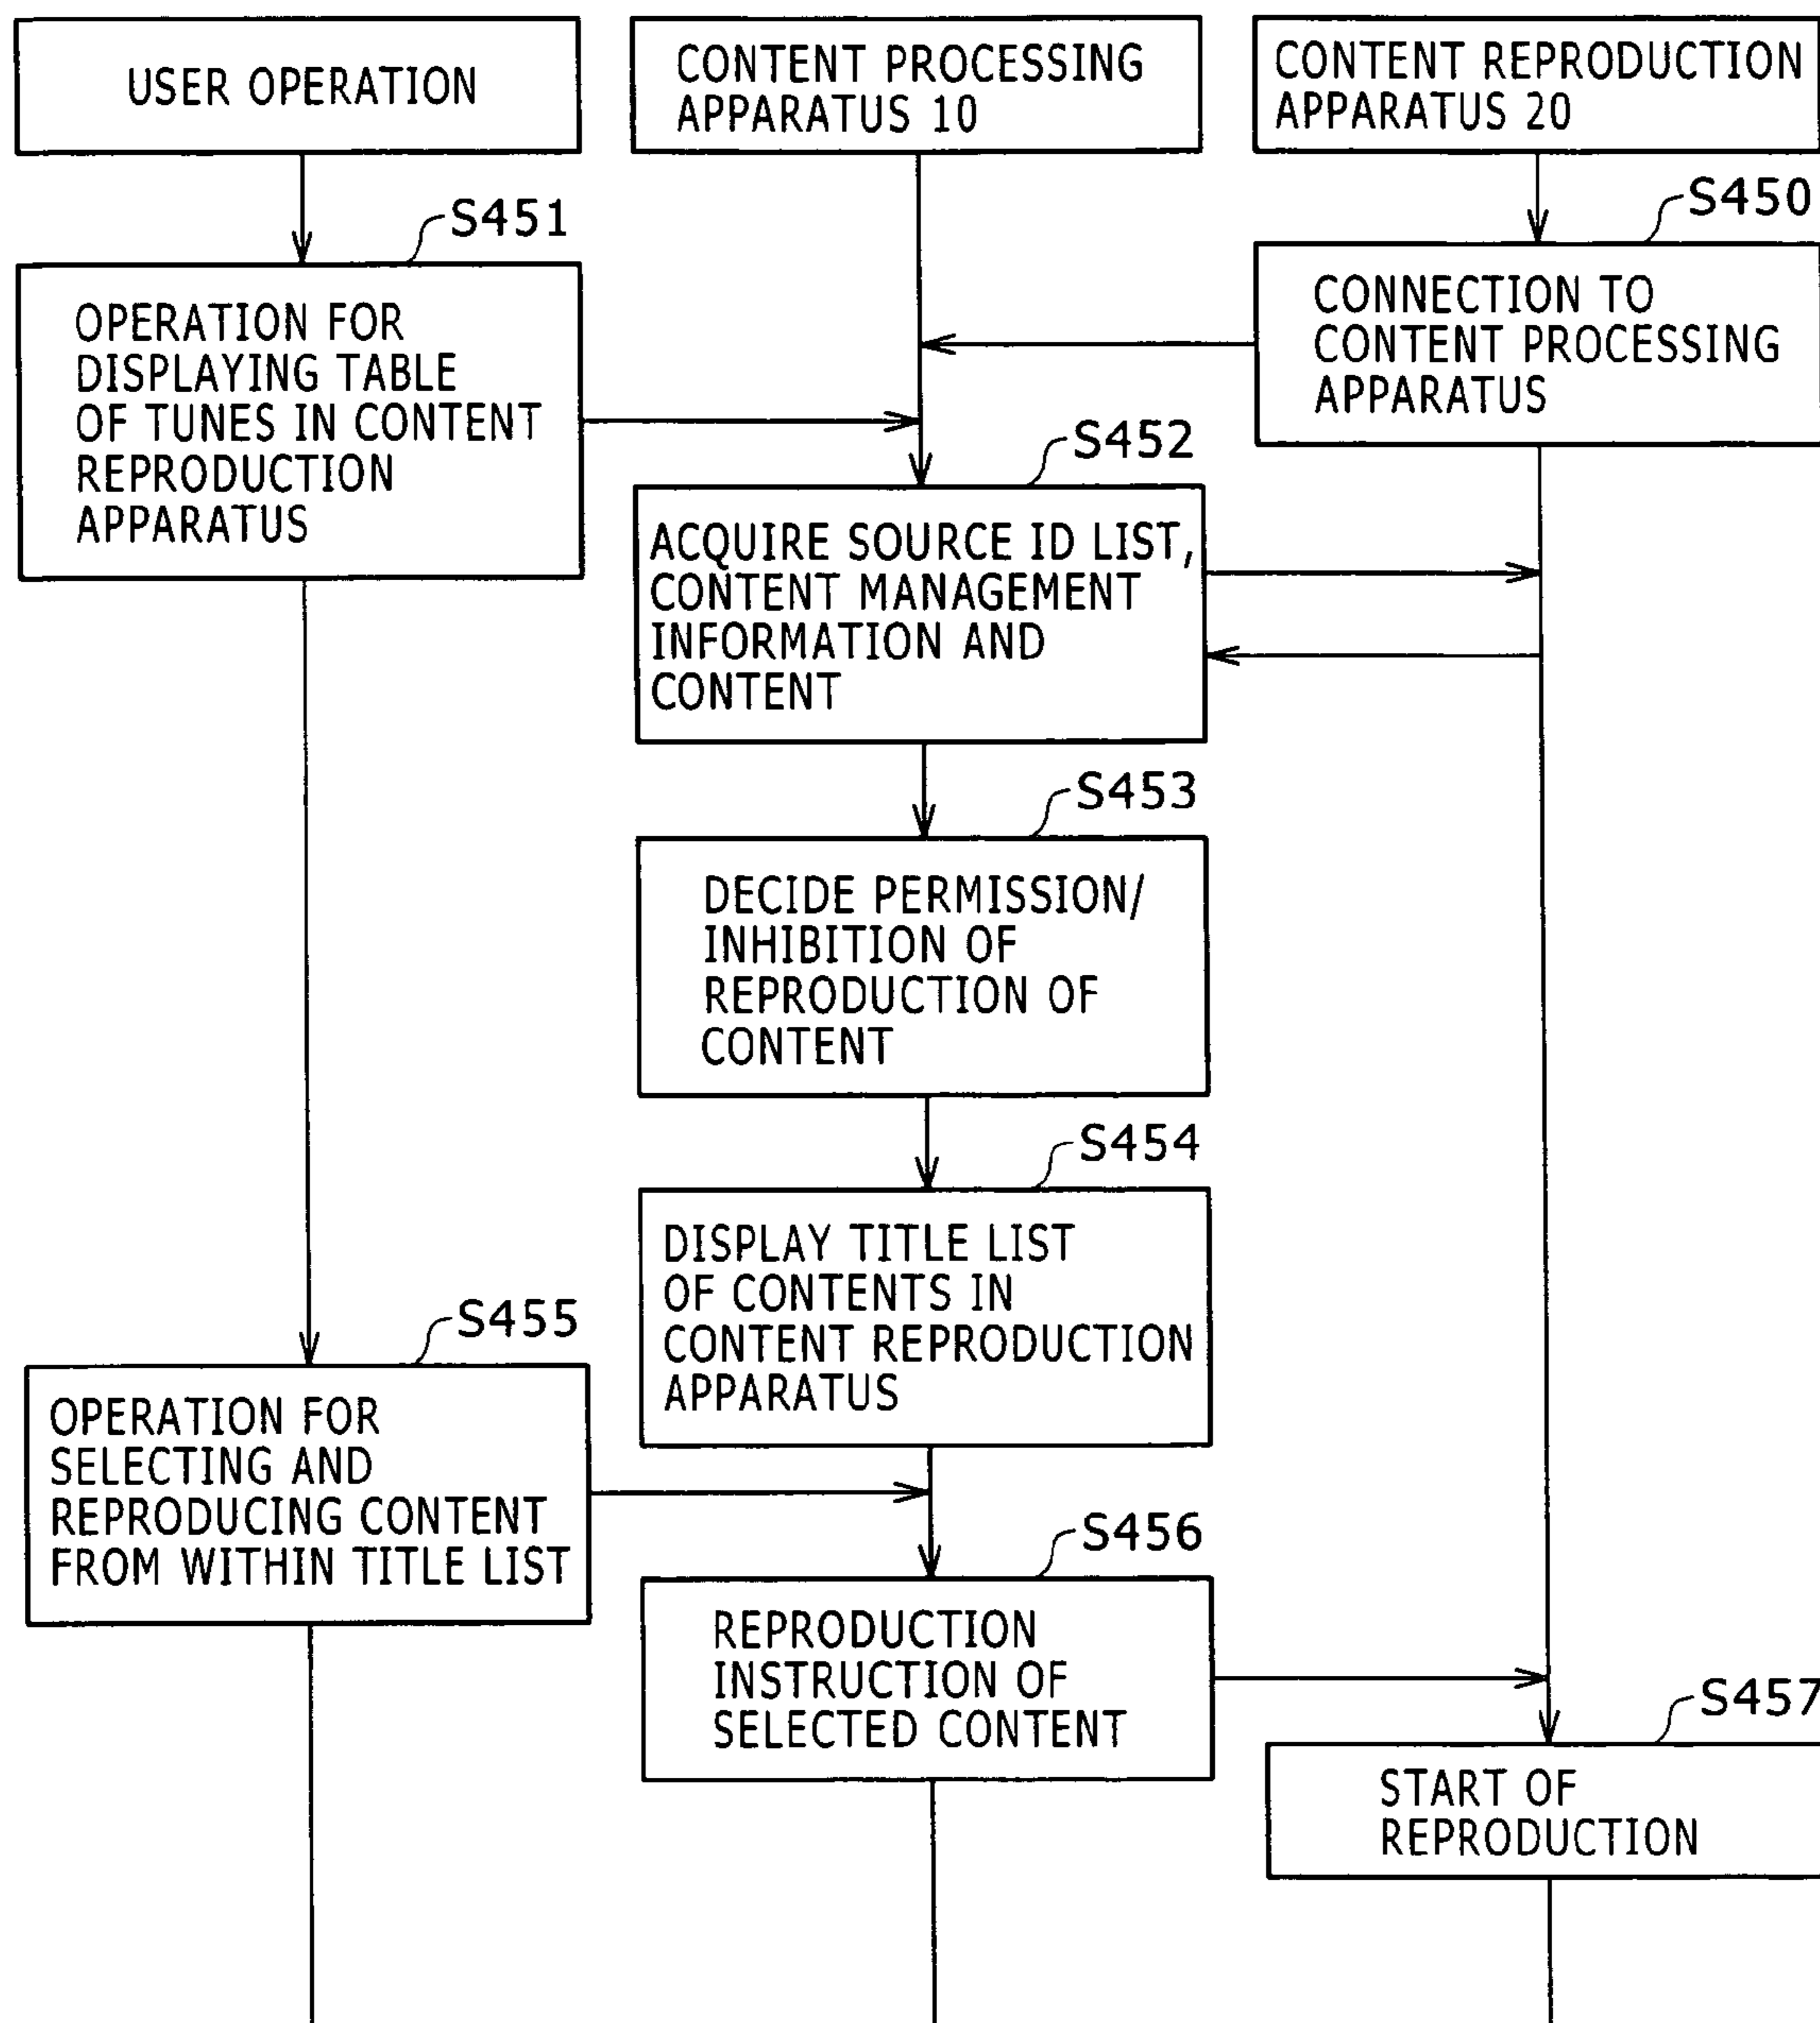 USER OPERATION
CONTENT PROCESSING
APPARATUS 10
CONTENT REPRODUCTION
APPARATUS 20
S451
OPERATION FOR
DISPLAYING TABLE
OF TUNES IN CONTENT
REPRODUCTION
APPARATUS
S450
CONNECTION TO
CONTENT PROCESSING
APPARATUS
S452
ACQUIRE SOURCE ID LIST,
CONTENT MANAGEMENT
INFORMATION AND
CONTENT
S453
DECIDE PERMISSION/
INHIBITION OF
REPRODUCTION OF
CONTENT
S454
DISPLAY TITLE LIST
OF CONTENTS IN
CONTENT REPRODUCTION
APPARATUS
S455
OPERATION FOR
SELECTING AND
REPRODUCING CONTENT
FROM WITHIN TITLE LIST
S456
REPRODUCTION
INSTRUCTION OF
SELECTED CONTENT
S457
START OF
REPRODUCTION